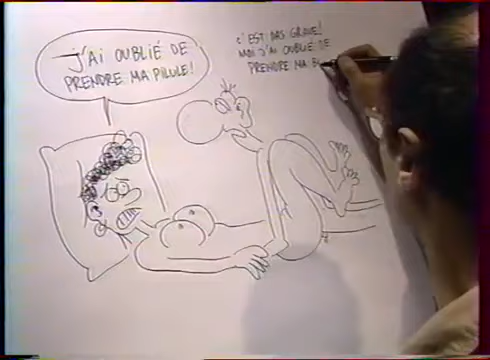 J'AI OUBLIÉ DE
PRENDRE MA PILULE!
C'EST PAS GRAVE!
MOI J'AI OUBLIÉ DE
PRENDRE MA